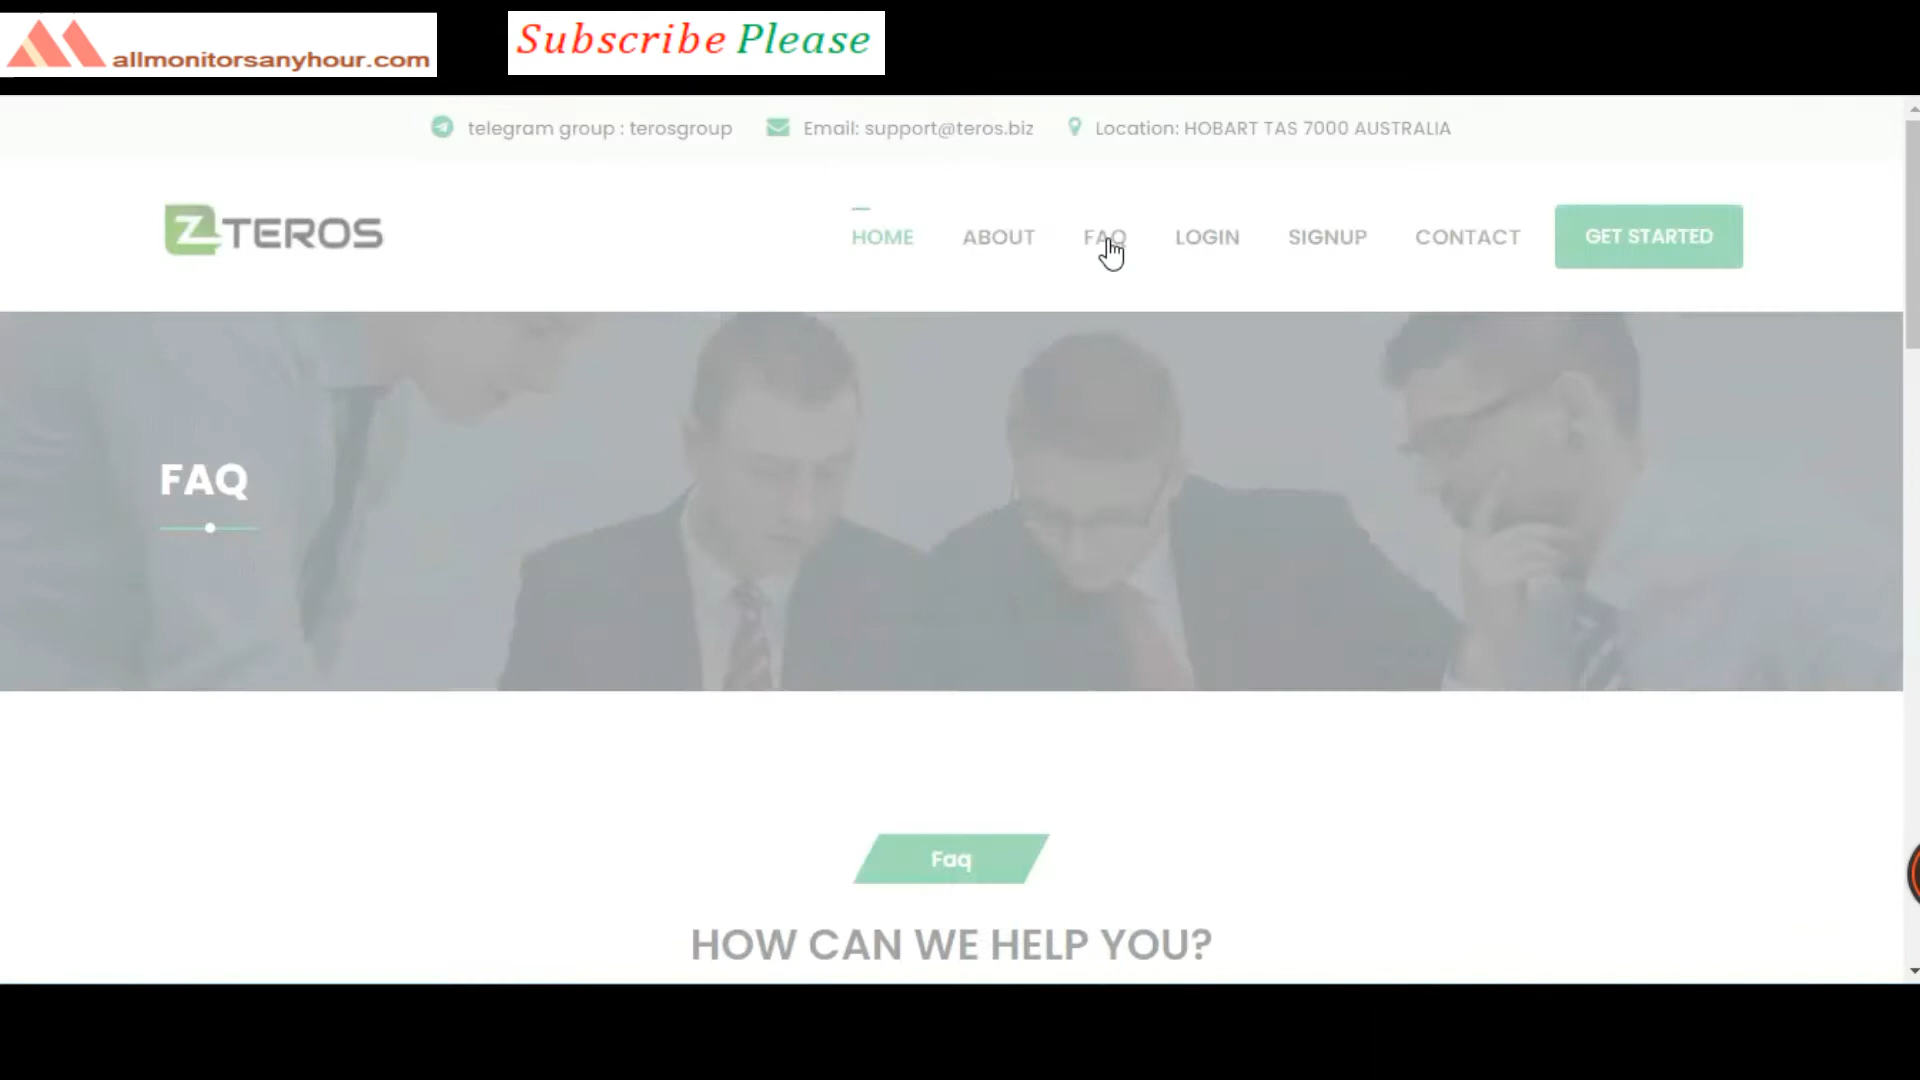 allmonitorsanyhour.com
Subscribe Please
telegram group : terosgroup
Email: support@teros.biz
Location: HOBART TAS 7000 AUSTRALIA
Z TEROS
HOME
ABOUT
FAQ
LOGIN
SIGNUP
CONTACT
GET STARTED
FAQ
Faq
HOW CAN WE HELP YOU?